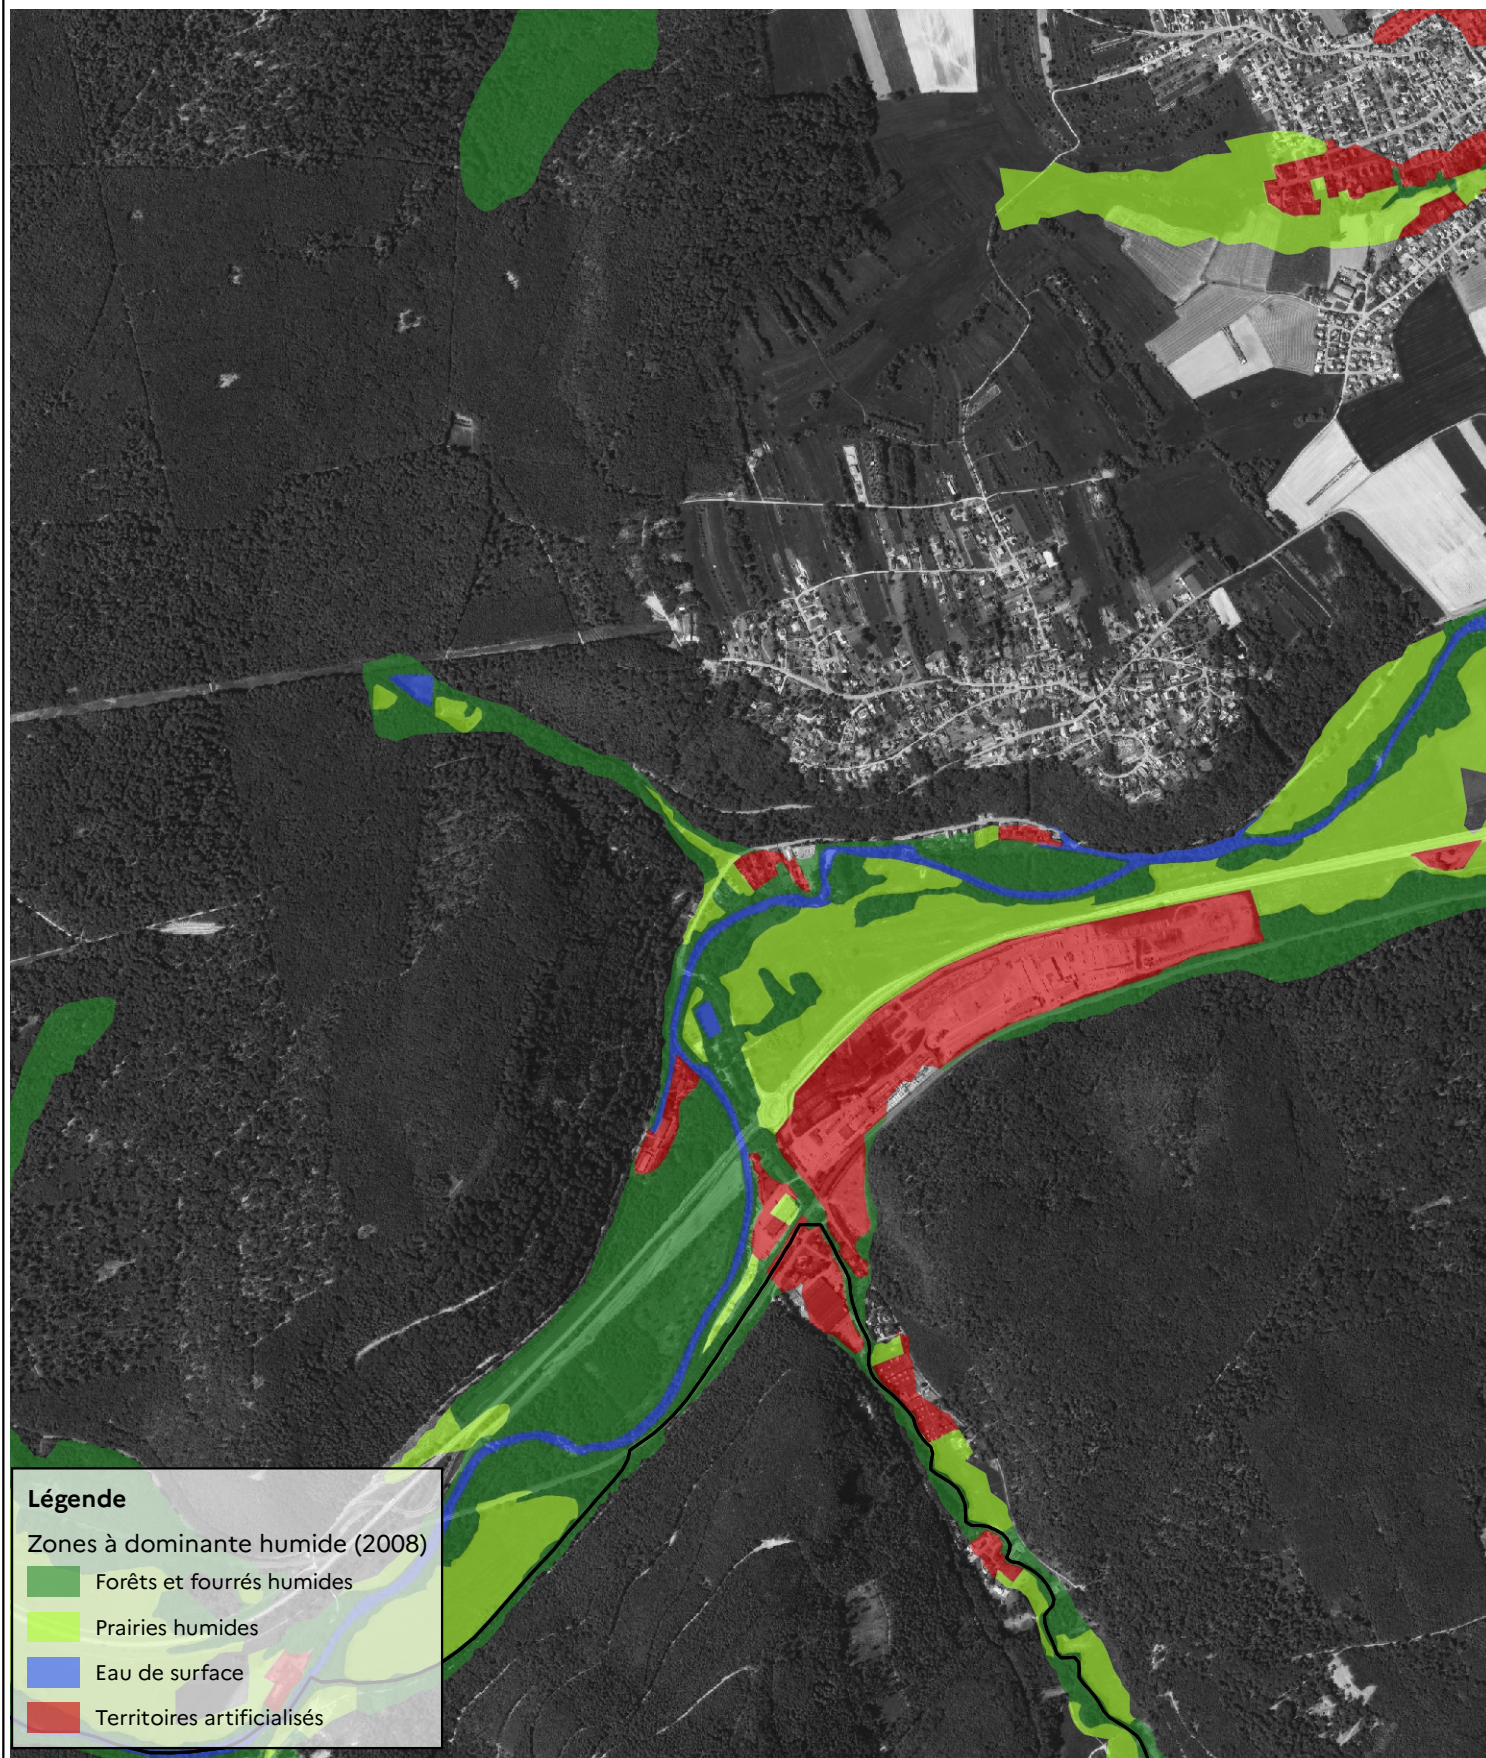 Légende
Zones à dominante humide (2008)
Forêts et fourrés humides
Prairies humides
Eau de surface
Territoires artificialisés